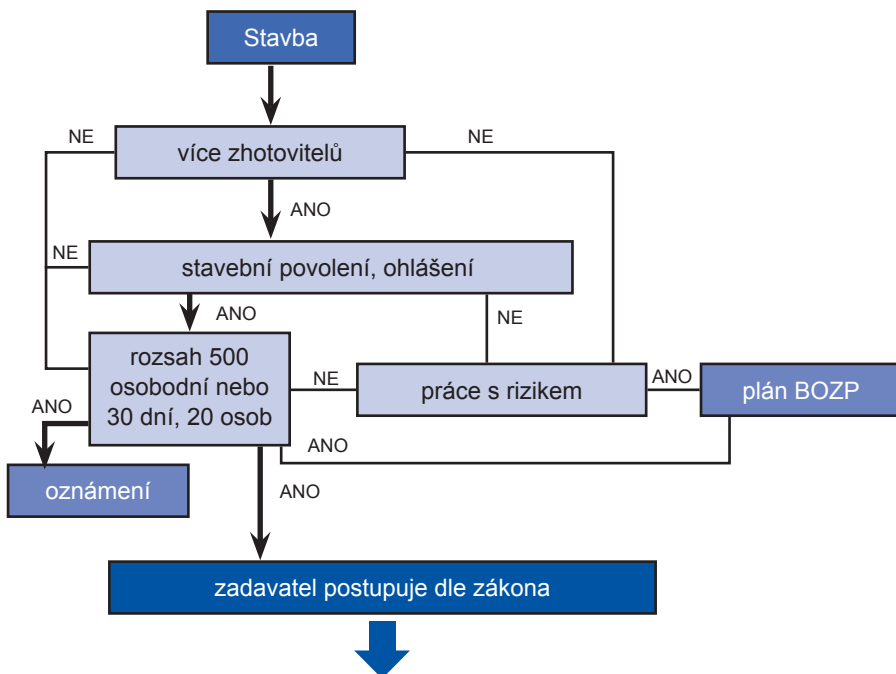 Stavba
NE
NE
více zhotovitelů
ANO
NE
stavební povolení, ohlášení
ANO
NE
rozsah 500
osobodní nebo
30 dní, 20 osob
NE
práce s rizikem
ANO
plán BOZP
ANO
ANO
oznámení
ANO
zadavatel postupuje dle zákona